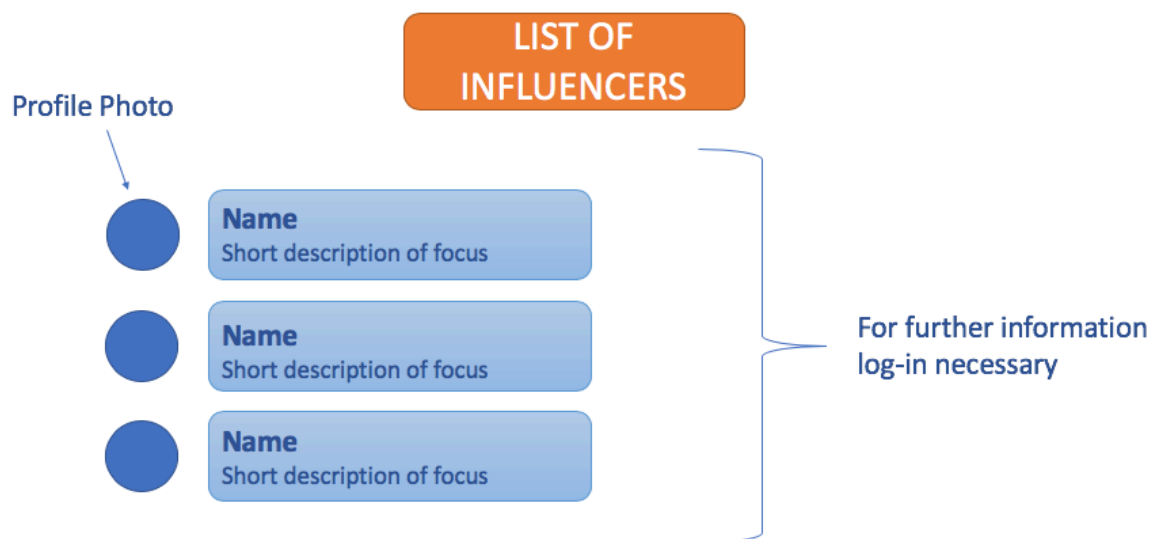 LIST OF
INFLUENCERS
Profile Photo
Name
Short description of focus
Name
Short description of focus
Name
Short description of focus
For further information
log-in necessary